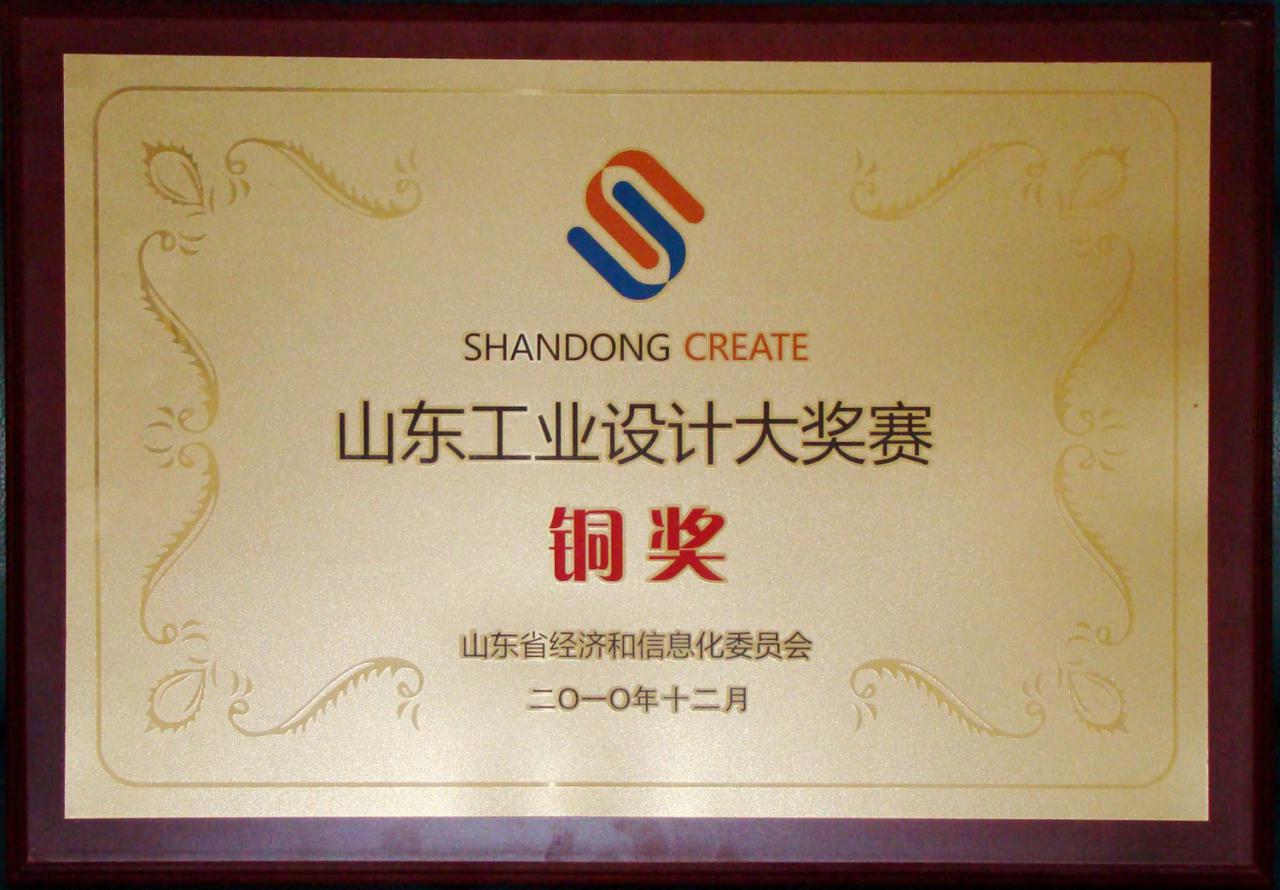 SHANDONG CREATE
山东工业设计大奖赛
铜奖
山东省经济和信息化委员会
二〇一〇年十二月